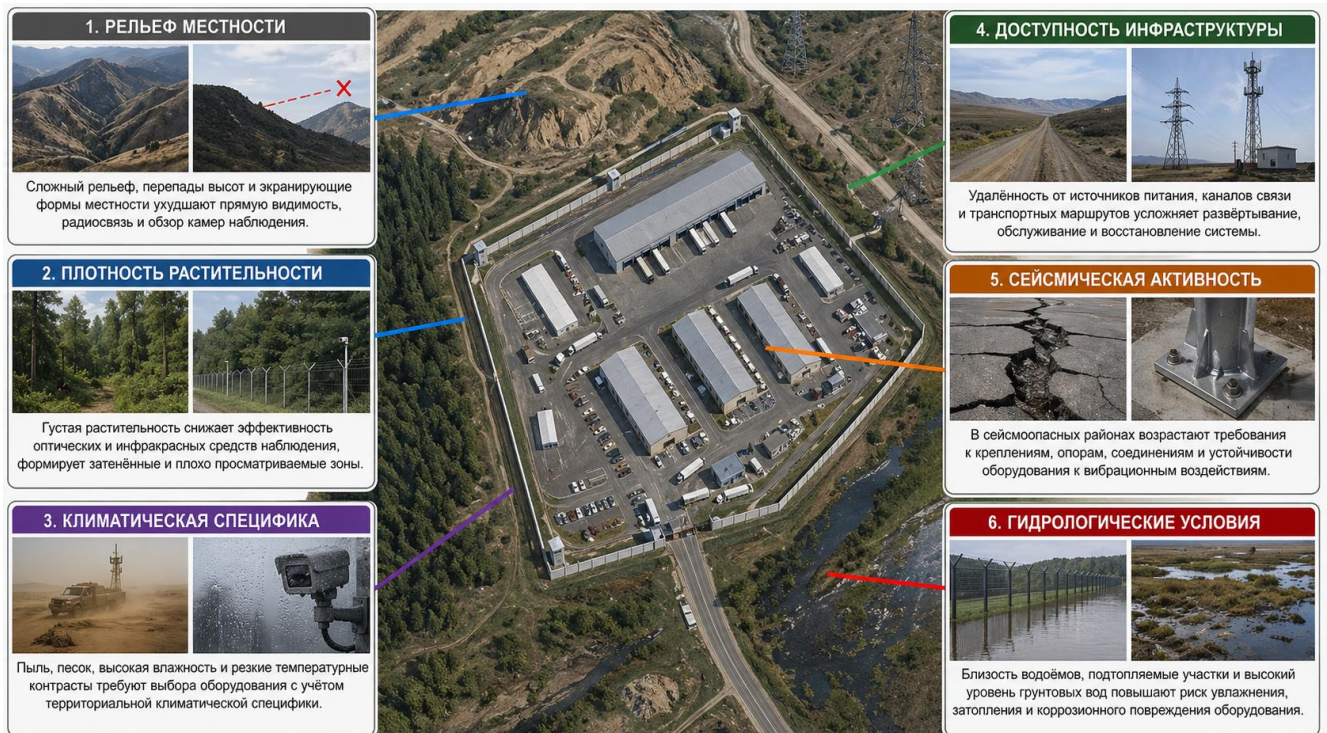 1. РЕЛЬЕФ МЕСТНОСТИ
Сложный рельеф, перепады высот и экранирующие
формы местности ухудшают прямую видимость,
радиосвязь и обзор камер наблюдения.
2. ПЛОТНОСТЬ РАСТИТЕЛЬНОСТИ
Густая растительность снижает эффективность
оптических и инфракрасных средств наблюдения,
формирует затенённые и плохо просматриваемые зоны.
3. КЛИМАТИЧЕСКАЯ СПЕЦИФИКА
Пыль, песок, высокая влажность и резкие температурные
контрасты требуют выбора оборудования с учётом
территориальной климатической специфики.
4. ДОСТУПНОСТЬ ИНФРАСТРУКТУРЫ
Удалённость от источников питания, каналов связи
и транспортных маршрутов усложняет развёртывание,
обслуживание и восстановление системы.
5. СЕЙСМИЧЕСКАЯ АКТИВНОСТЬ
В сейсмоопасных районах возрастают требования
к креплениям, опорам, соединениям и устойчивости
оборудования к вибрационным воздействиям.
6. ГИДРОЛОГИЧЕСКИЕ УСЛОВИЯ
Близость водоёмов, подтопляемые участки и высокий
уровень грунтовых вод повышают риск увлажнения,
затопления и коррозионного повреждения оборудования.